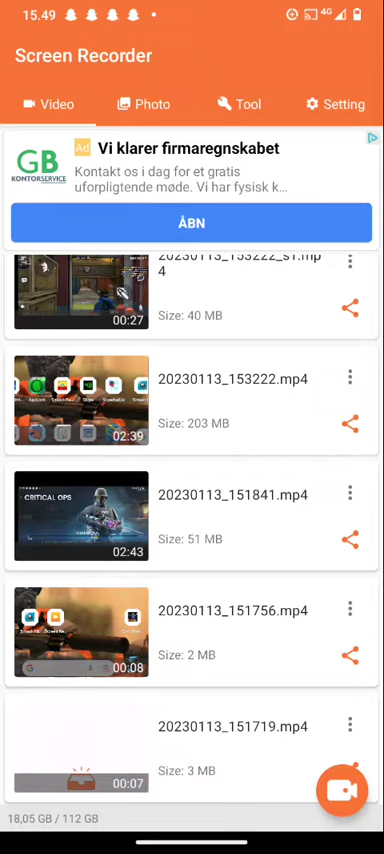 15.49
4G
Screen Recorder
Video
Photo
Tool
Setting
GB
KONTORSERVICE
Ad Vi klarer firmaregnskabet
Kontakt os i dag for et gratis
uforpligtende møde. Vi har fysisk k...
ÅBN
20230113_153222_s1.mp
4
00:27
Size: 40 MB
20230113_153222.mp4
02:39
Size: 203 MB
CRITICAL OPS
20230113_151841.mp4
02:43
Size: 51 MB
20230113_151756.mp4
00:08
Size: 2 MB
20230113_151719.mp4
00:07
Size: 3 MB
18,05 GB / 112 GB